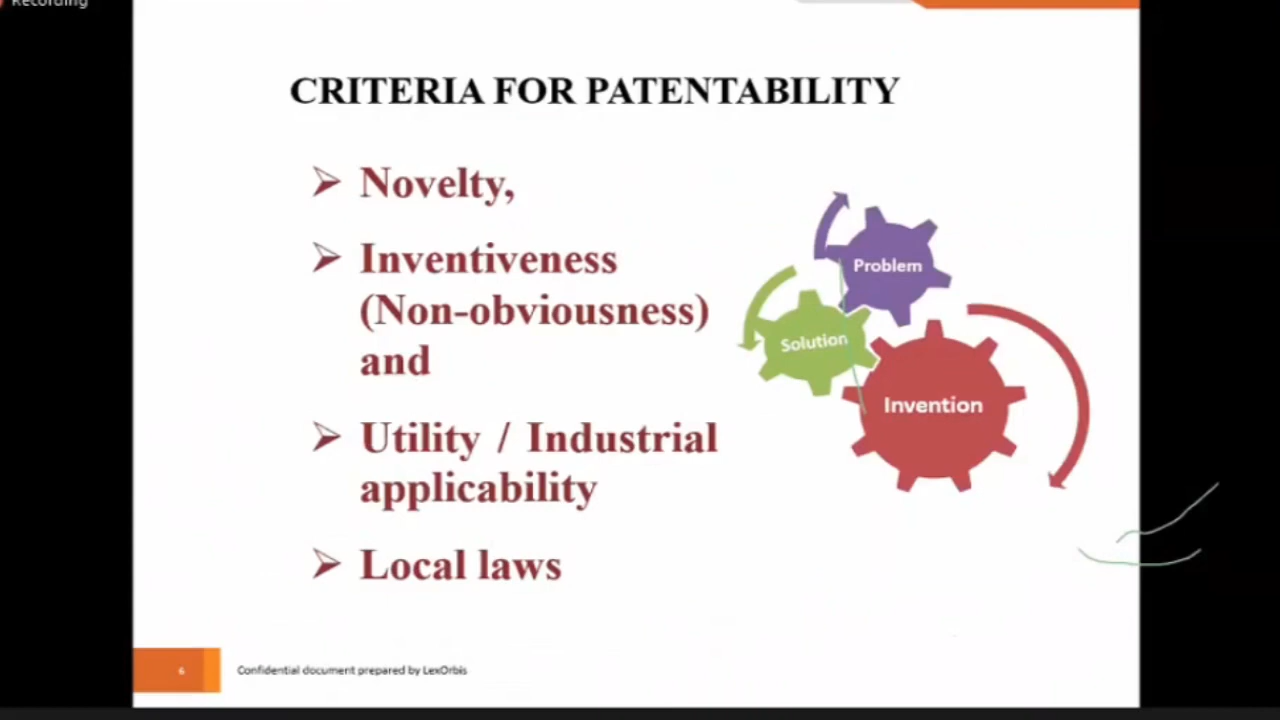 Recording
CRITERIA FOR PATENTABILITY
➢ Novelty,
➢ Inventiveness
(Non-obviousness)
and
➢ Utility / Industrial
applicability
➢ Local laws
Problem
Solution
Invention
6
Confidential document prepared by LexOrbis